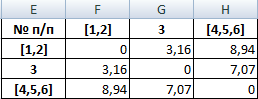 E F G H
№ п/п [1,2] 3 [4,5,6]
[1,2] 0 3,16 8,94
3 3,16 0 7,07
[4,5,6] 8,94 7,07 0